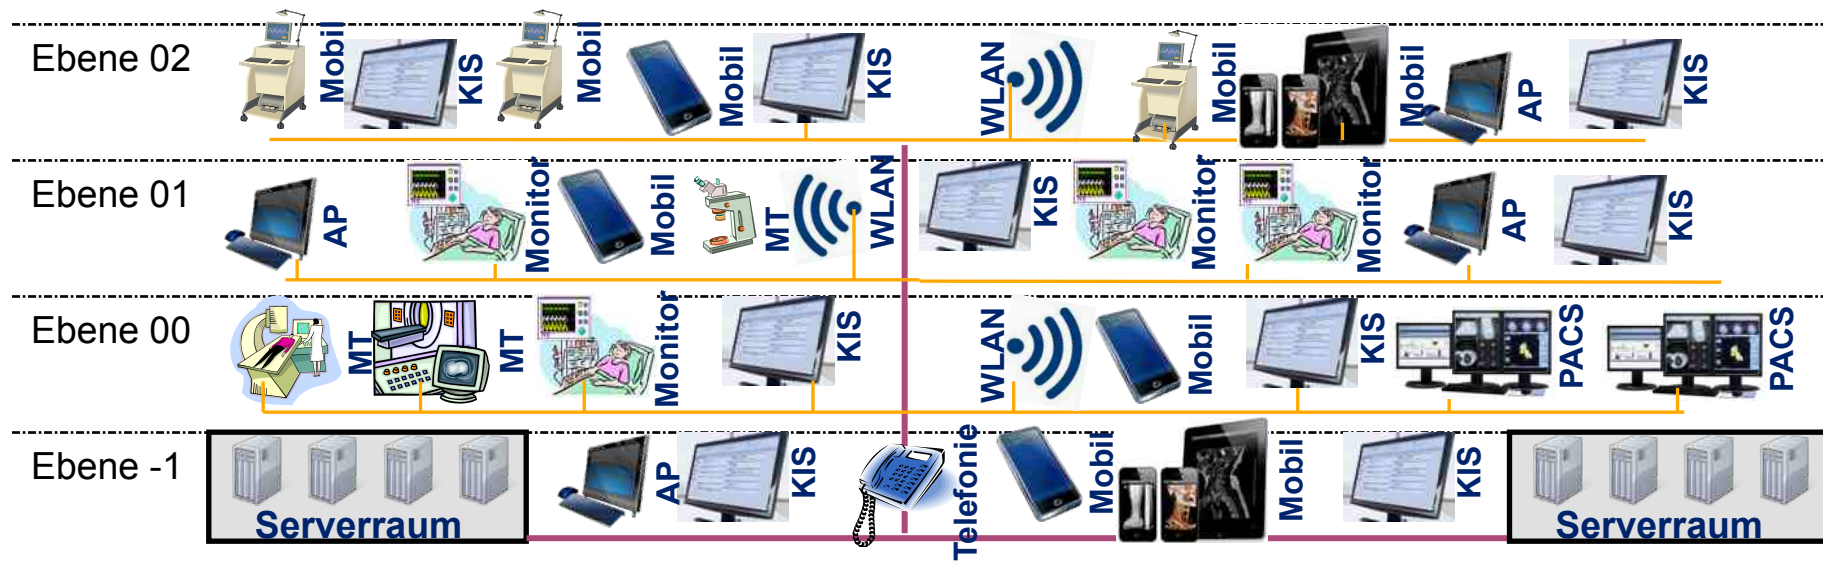 Ebene 02
Mobil
KIS
Mobil
Mobil
KIS
WLAN
Mobil
Mobil
AP
KIS
Ebene 01
AP
Monitor
Mobil
MT
WLAN
KIS
Monitor
Monitor
AP
KIS
Ebene 00
MT
MT
Monitor
KIS
WLAN
Mobil
KIS
PACS
PACS
Ebene -1
Serverraum
AP
KIS
Telefonie
Mobil
Mobil
KIS
Serverraum